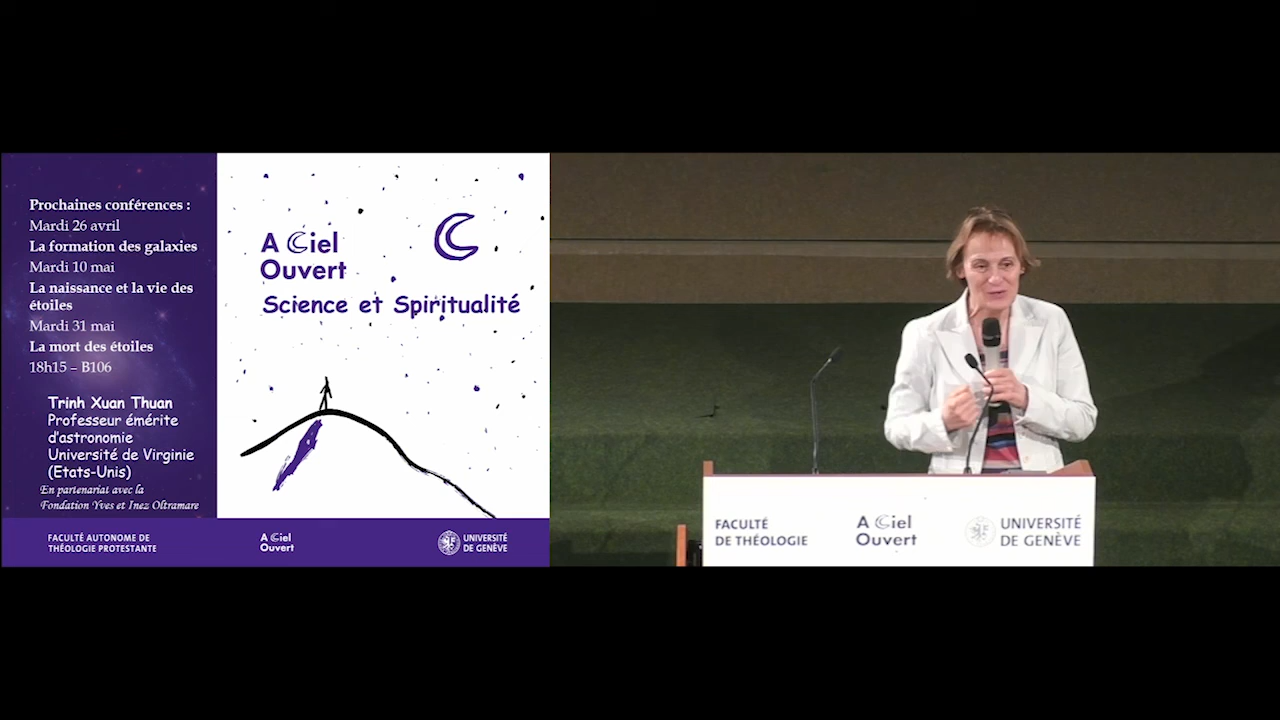 Prochaines conférences :
Mardi 26 avril
La formation des galaxies
Mardi 10 mai
La naissance et la vie des
étoiles
Mardi 31 mai
La mort des étoiles
18h15 – B106
Trinh Xuan Thuan
Professeur émérite
d'astronomie
Université de Virginie
(Etats-Unis)
En partenariat avec la
Fondation Yves et Inez Oltramare
A Ciel
Ouvert
Science et Spiritualité
FACULTÉ AUTONOME DE
THÉOLOGIE PROTESTANTE
A Ciel
Ouvert
UNIVERSITÉ
DE GENÈVE
FACULTÉ
DE THÉOLOGIE
A Ciel
Ouvert
UNIVERSITÉ
DE GENÈVE